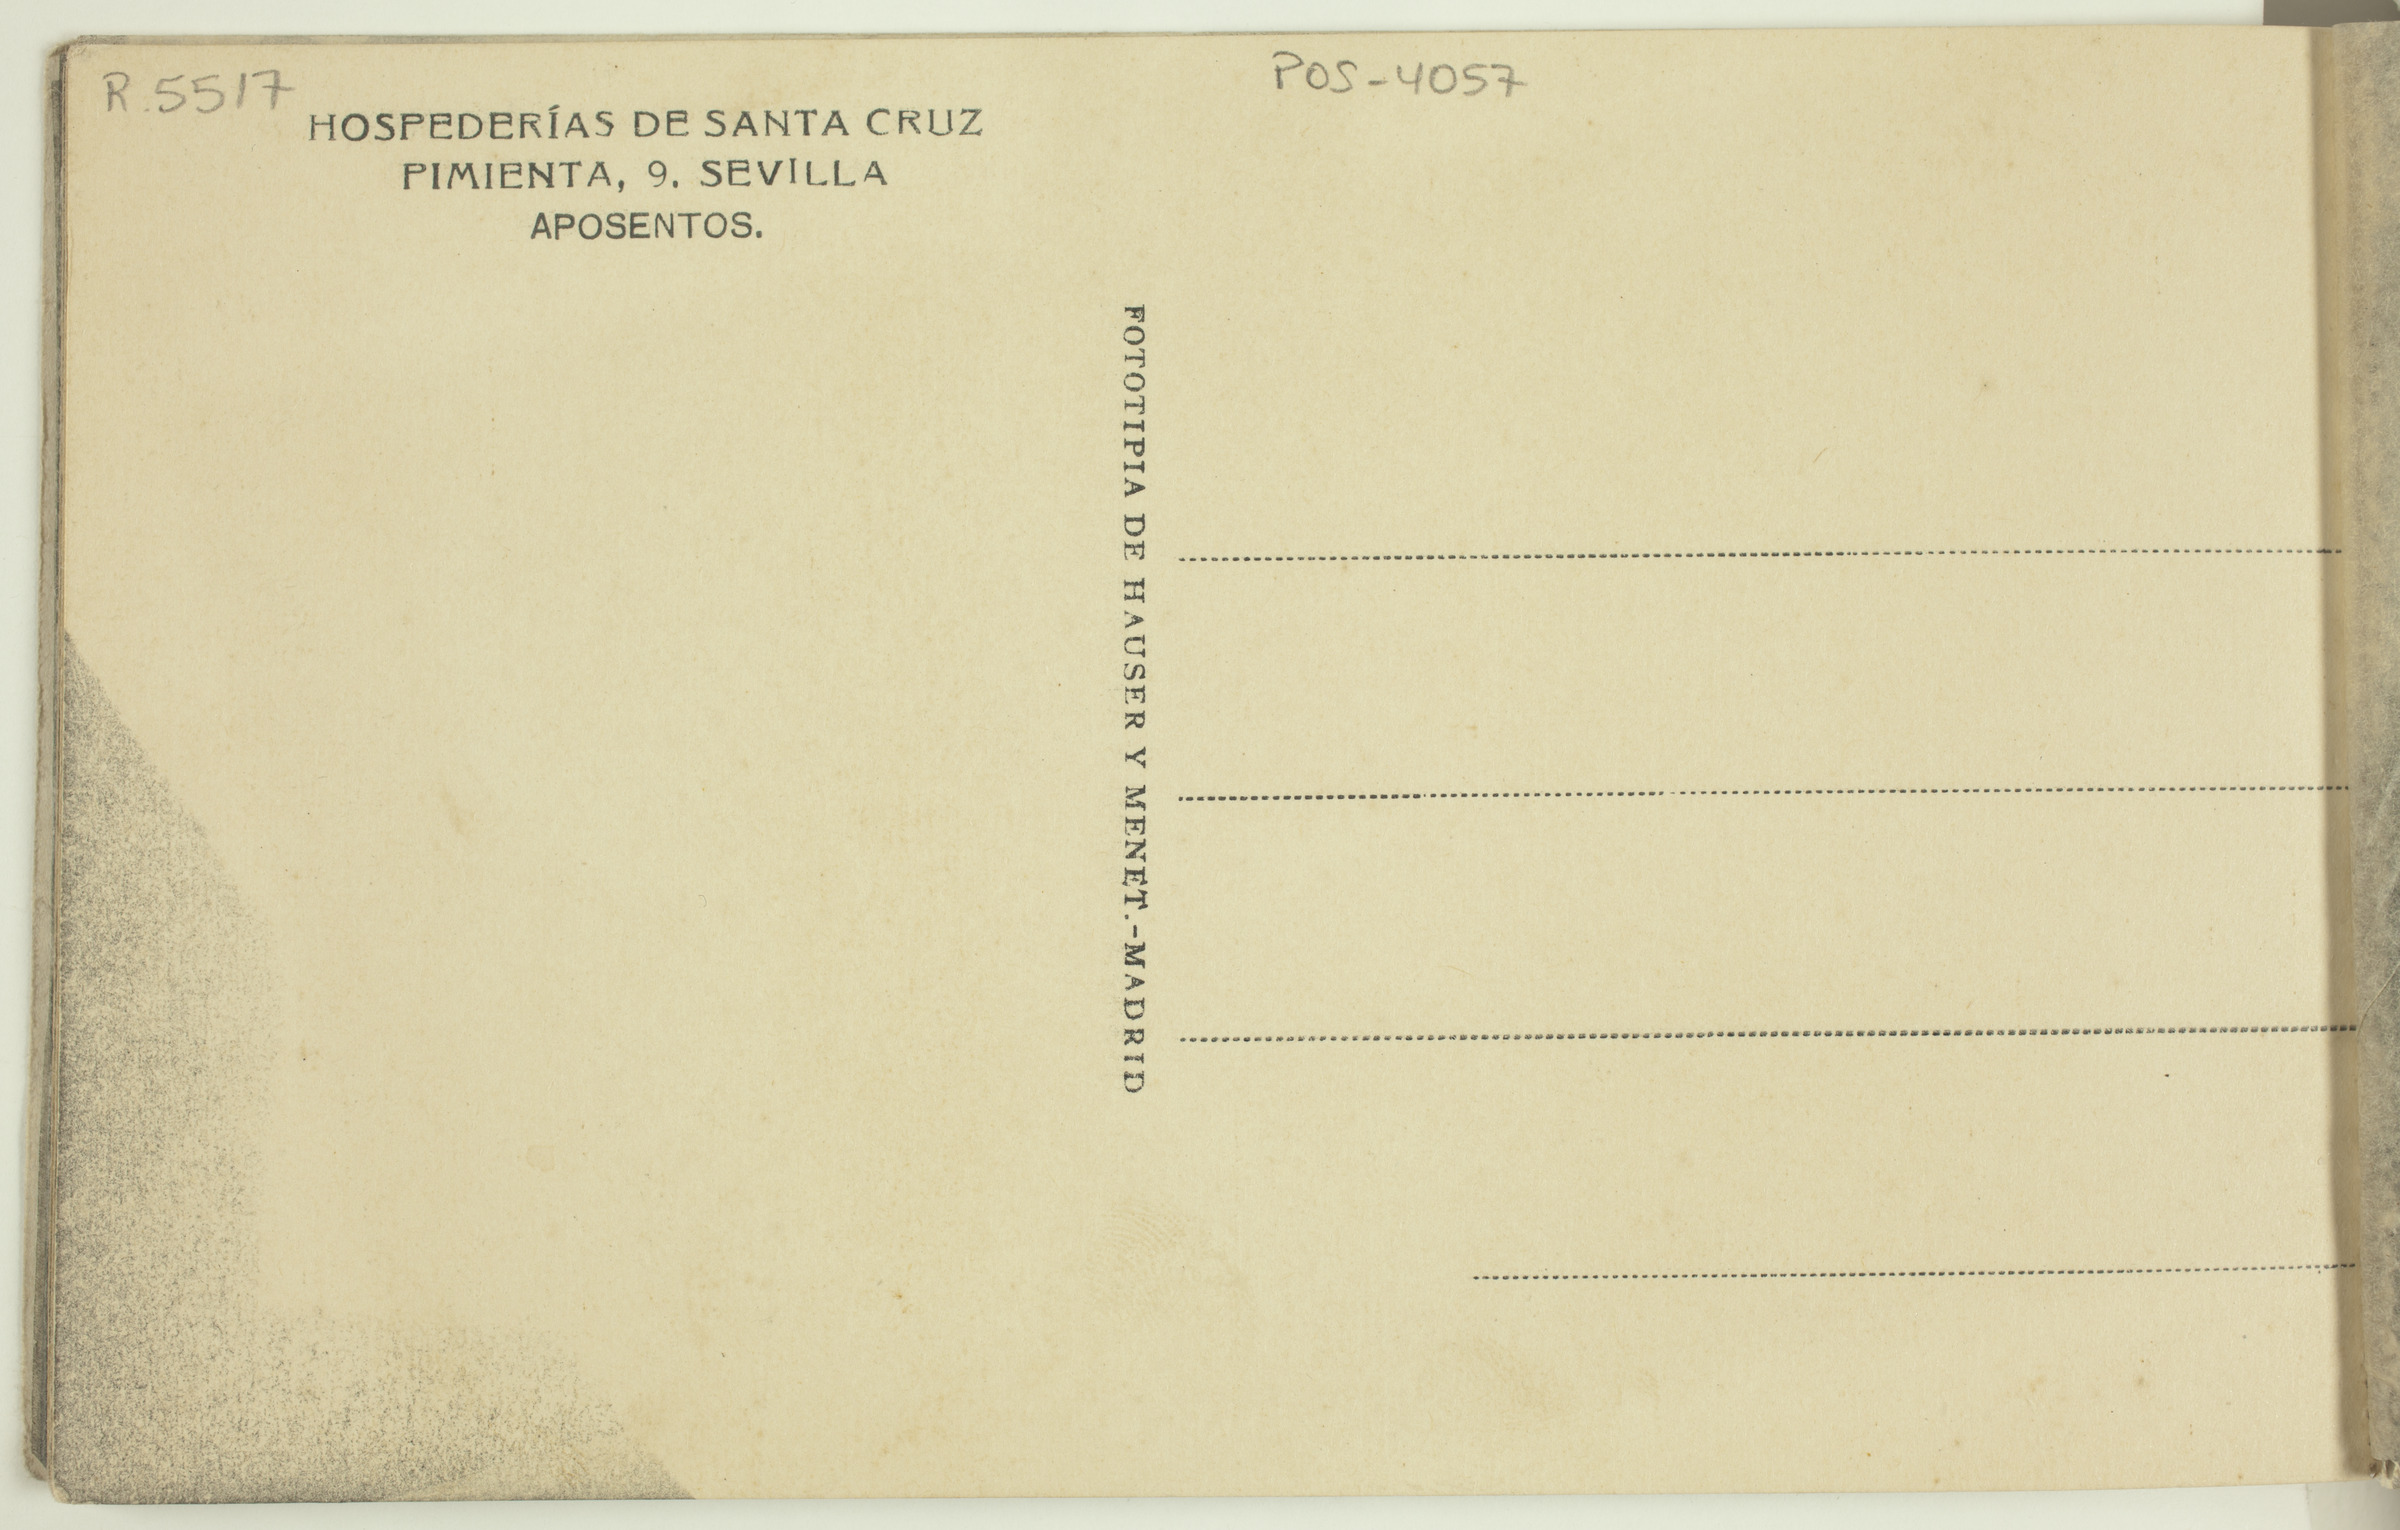 R.5517
POS-4057
HOSPEDERÍAS DE SANTA CRUZ
PIMIENTA, 9. SEVILLA
APOSENTOS.
FOTOTIPIA DE HAUSER Y MENET.-MADRID